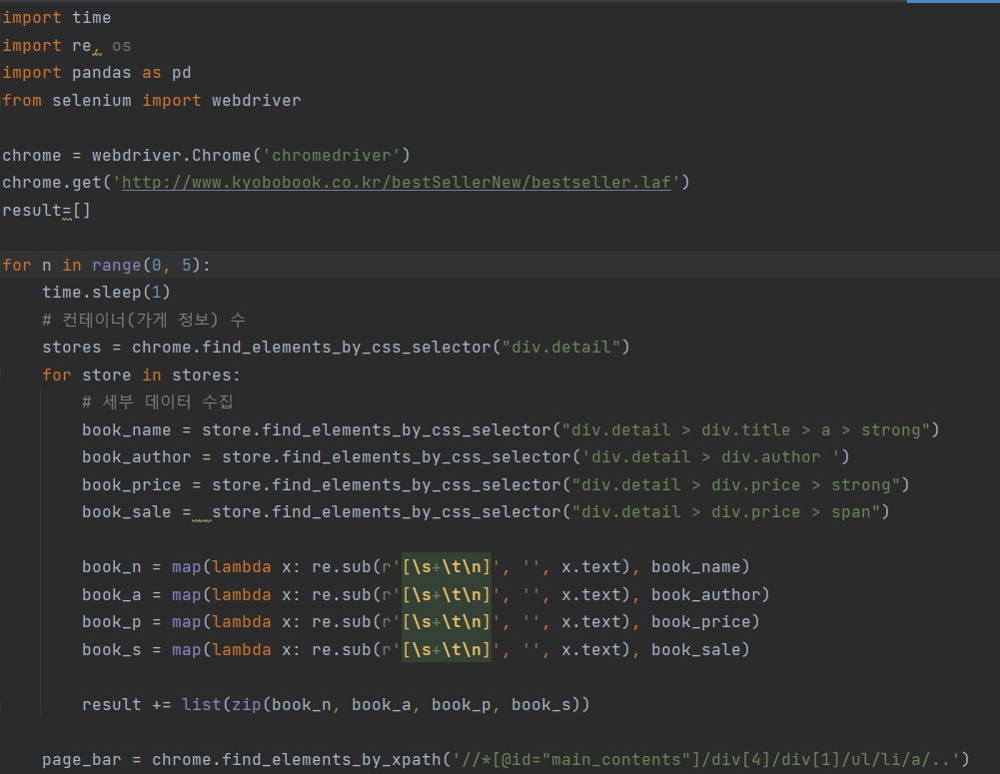 import time
import re, os
import pandas as pd
from selenium import webdriver

chrome = webdriver.Chrome('chromedriver')
chrome.get('http://www.kyobobook.co.kr/bestSellerNew/bestseller.laf')
result=[]

for n in range(0, 5):
    time.sleep(1)
    # 컨테이너(가게 정보) 수
    stores = chrome.find_elements_by_css_selector("div.detail")
    for store in stores:
        # 세부 데이터 수집
        book_name = store.find_elements_by_css_selector("div.detail > div.title > a > strong")
        book_author = store.find_elements_by_css_selector('div.detail > div.author ')
        book_price = store.find_elements_by_css_selector("div.detail > div.price > strong")
        book_sale =  store.find_elements_by_css_selector("div.detail > div.price > span")

        book_n = map(lambda x: re.sub(r'[\s+\t\n]', '', x.text), book_name)
        book_a = map(lambda x: re.sub(r'[\s+\t\n]', '', x.text), book_author)
        book_p = map(lambda x: re.sub(r'[\s+\t\n]', '', x.text), book_price)
        book_s = map(lambda x: re.sub(r'[\s+\t\n]', '', x.text), book_sale)

        result += list(zip(book_n, book_a, book_p, book_s))

    page_bar = chrome.find_elements_by_xpath('//*[@id="main_contents"]/div[4]/div[1]/ul/li/a/..')